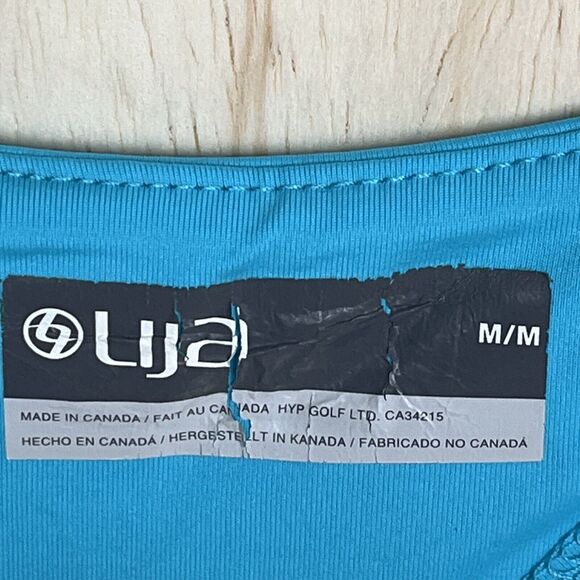 Lija
M/M
MADE IN CANADA / FAIT AU CANADA HYP GOLF LTD. CA34215
HECHO EN CANADÁ / HERGESTELLT IN KANADA / FABRICADO NO CANADÁ